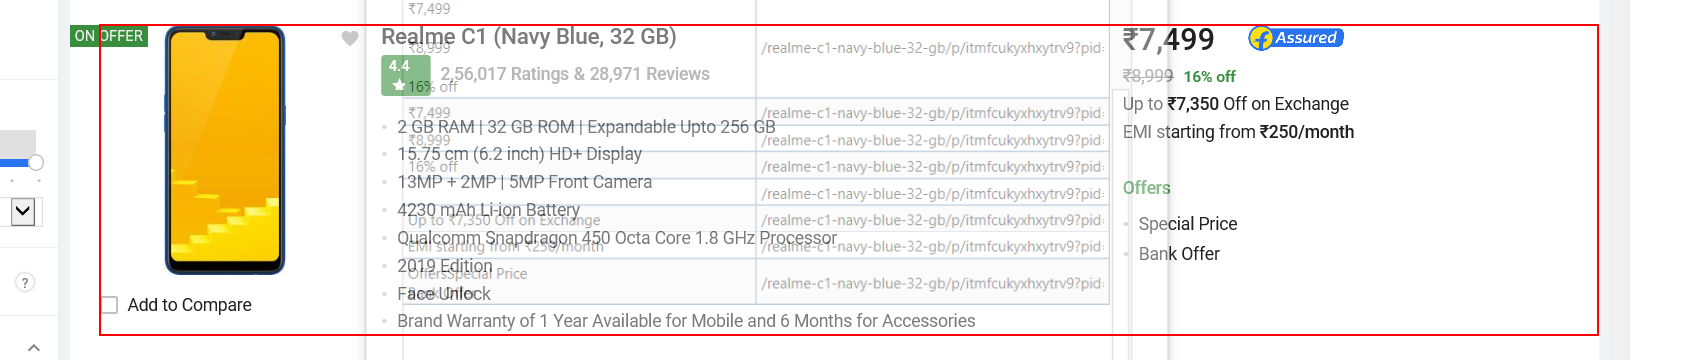 ₹7,499
ON OFFER
Realme C1 (Navy Blue, 32 GB)
₹8,999
/realme-c1-navy-blue-32-gb/p/itmfcukyxhxytrv9?pid:
₹7,499
Assured
4.4
2,56,017 Ratings & 28,971 Reviews
16% off
₹8,999 16% off
Up to ₹7,350 Off on Exchange
₹7,499
/realme-c1-navy-blue-32-gb/p/itmfcukyxhxytrv9?pid:
2 GB RAM | 32 GB ROM | Expandable Upto 256 GB
EMI starting from ₹250/month
₹8,999
/realme-c1-navy-blue-32-gb/p/itmfcukyxhxytrv9?pid:
15.75 cm (6.2 inch) HD+ Display
16% off
/realme-c1-navy-blue-32-gb/p/itmfcukyxhxytrv9?pid:
13MP + 2MP | 5MP Front Camera
/realme-c1-navy-blue-32-gb/p/itmfcukyxhxytrv9?pid:
Offers
4230 mAh Li-ion Battery
Up to ₹7,350 Off on Exchange
/realme-c1-navy-blue-32-gb/p/itmfcukyxhxytrv9?pid:
Special Price
Qualcomm Snapdragon 450 Octa Core 1.8 GHz Processor
EMI starting from ₹250/month
/realme-c1-navy-blue-32-gb/p/itmfcukyxhxytrv9?pid:
Bank Offer
2019 Edition
OffersSpecial Price
Face Unlock
Bank Offer
/realme-c1-navy-blue-32-gb/p/itmfcukyxhxytrv9?pid:
Add to Compare
Brand Warranty of 1 Year Available for Mobile and 6 Months for Accessories
?